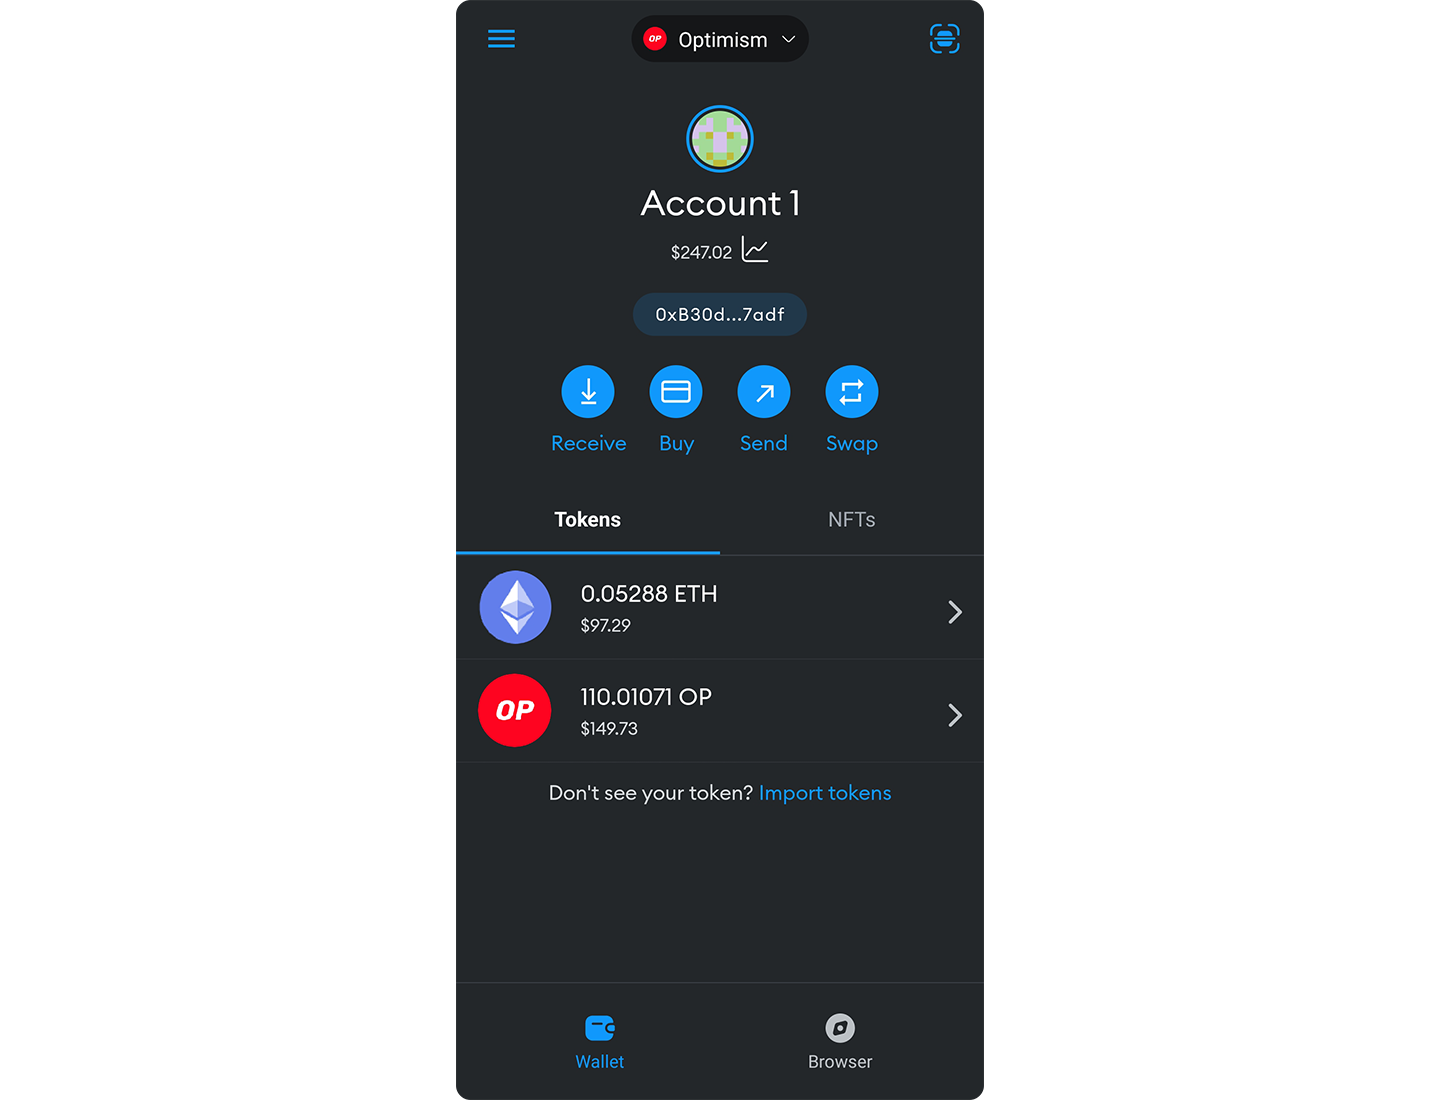 OP Optimism
Account 1
$247.02
0xB30d...7adf
Receive Buy Send Swap
Tokens NFTs
0.05288 ETH
$97.29
OP
110.01071 OP
$149.73
Don't see your token? Import tokens
Wallet Browser